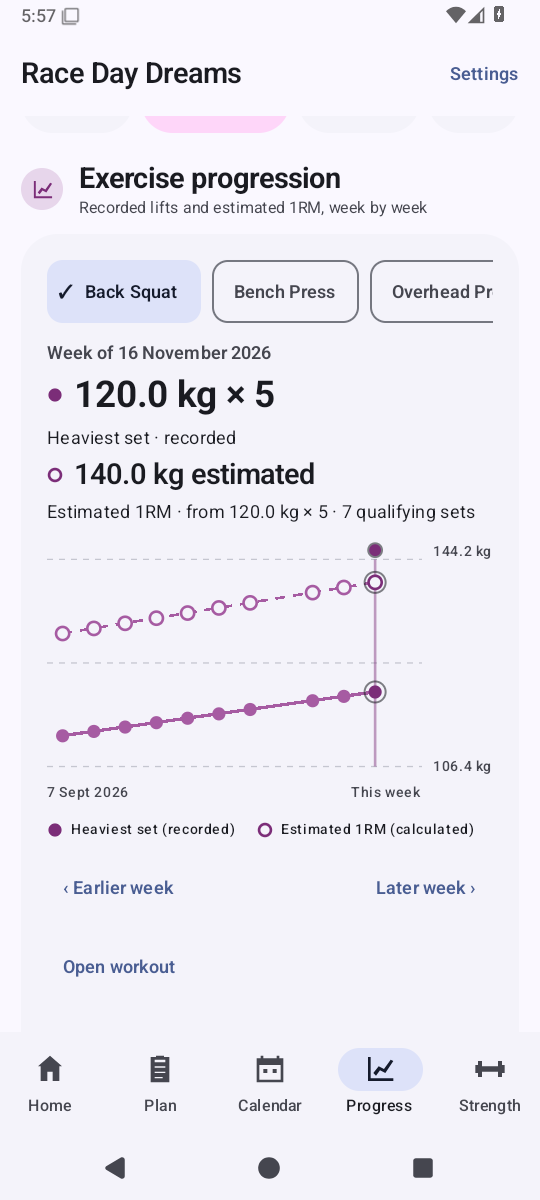 5:57
Race Day Dreams
Settings
Exercise progression
Recorded lifts and estimated 1RM, week by week
✓ Back Squat
Bench Press
Overhead Pr
Week of 16 November 2026
120.0 kg × 5
Heaviest set · recorded
140.0 kg estimated
Estimated 1RM · from 120.0 kg × 5 · 7 qualifying sets
144.2 kg
106.4 kg
7 Sept 2026
This week
Heaviest set (recorded)
Estimated 1RM (calculated)
‹ Earlier week
Later week ›
Open workout
Home
Plan
Calendar
Progress
Strength